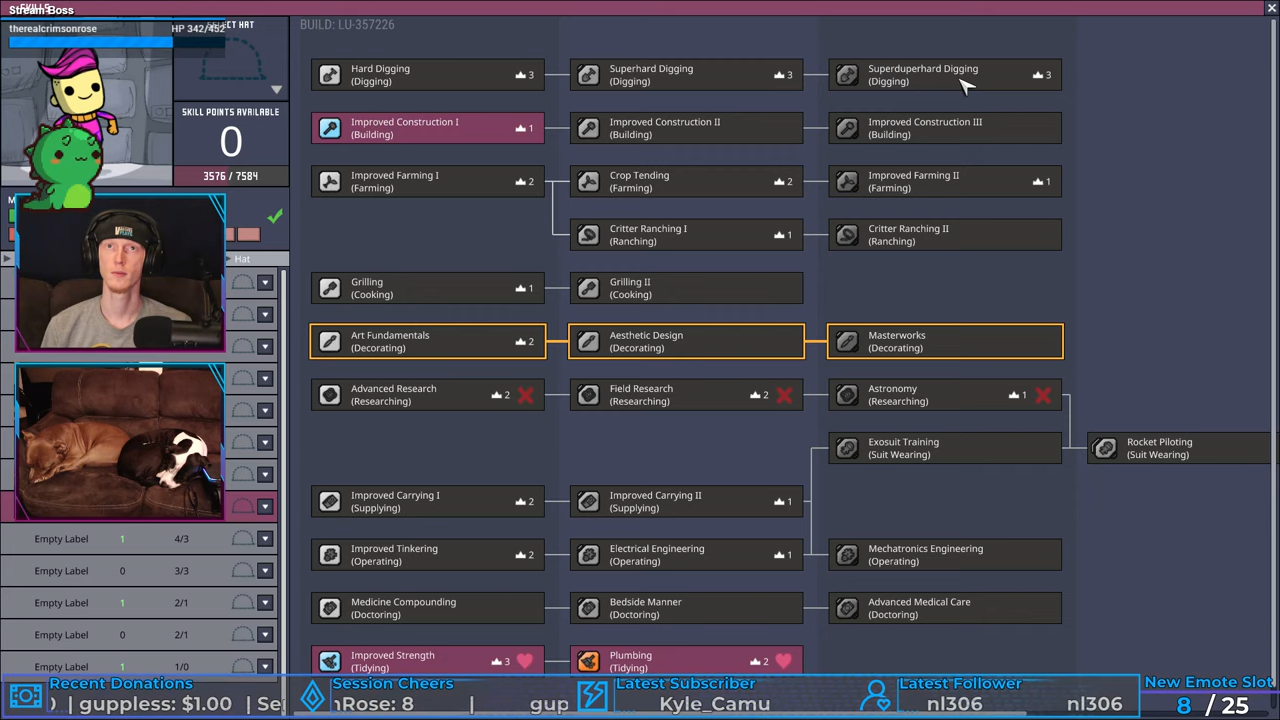 Stream Boss
therealcrimsonrose
HP 342/452
SELECT HAT
BUILD: LU-357226
SKILL POINTS AVAILABLE
0
3576 / 7584
Hat
Hard Digging
(Digging)
3
Superhard Digging
(Digging)
3
Superduperhard Digging
(Digging)
3
Improved Construction I
(Building)
1
Improved Construction II
(Building)
Improved Construction III
(Building)
Improved Farming I
(Farming)
2
Crop Tending
(Farming)
2
Improved Farming II
(Farming)
1
Critter Ranching I
(Ranching)
1
Critter Ranching II
(Ranching)
Grilling
(Cooking)
1
Grilling II
(Cooking)
Art Fundamentals
(Decorating)
2
Aesthetic Design
(Decorating)
Masterworks
(Decorating)
Advanced Research
(Researching)
2
Field Research
(Researching)
2
Astronomy
(Researching)
1
Exosuit Training
(Suit Wearing)
Rocket Piloting
(Suit Wearing)
Improved Carrying I
(Supplying)
2
Improved Carrying II
(Supplying)
1
Improved Tinkering
(Operating)
2
Electrical Engineering
(Operating)
1
Mechatronics Engineering
(Operating)
Medicine Compounding
(Doctoring)
Bedside Manner
(Doctoring)
Advanced Medical Care
(Doctoring)
Improved Strength
(Tidying)
3
Plumbing
(Tidying)
2
Empty Label 1 4/3
Empty Label 0 3/3
Empty Label 1 2/1
Empty Label 0 2/1
Empty Label 1 1/0
Recent Donations
) | guppless: $1.00 | Se
Session Cheers
nRose: 8 | gup
Latest Subscriber
Kyle_Camu
Latest Follower
nl306 nl306
New Emote Slot
8 / 25